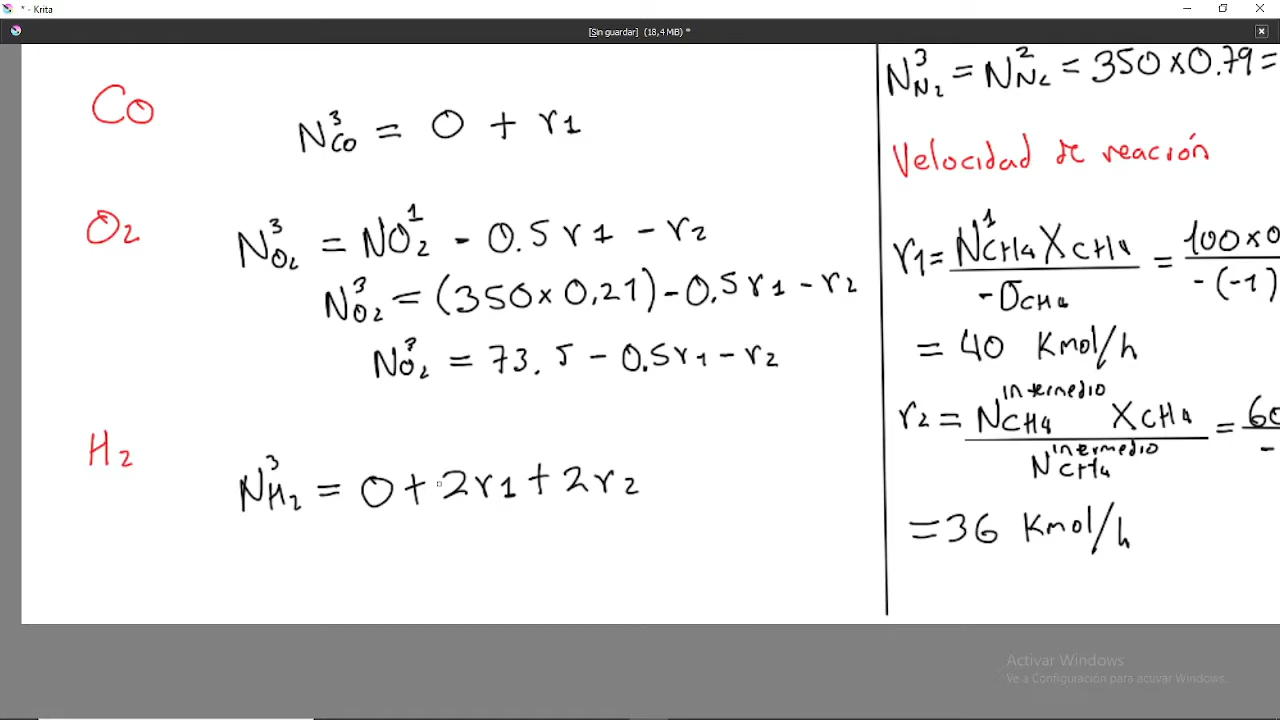 * - Krita
[Sin guardar] (18,4 MB) *
Co
N³CO = 0 + r1
O2
N³O2 = NO2¹ - 0.5 r1 - r2
N³O2 = (350 x 0,21) - 0,5 r1 - r2
N³O2 = 73.5 - 0.5r1 - r2
H2
N³H2 = 0 + 2r1 + 2r2
N³N2 = N²N2 = 350 x 0.79 =
Velocidad de reación
r1 = N¹CH4 XCH4 / -σCH4 = 100 x 0 / -(-1)
= 40 Kmol/h
r2 = N intermedio CH4 XCH4 / N intermedio CH4 = 60 / -
= 36 Kmol/h
Activar Windows
Ve a Configuración para activar Windows.